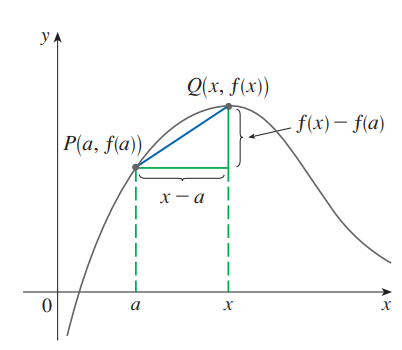 y
Q(x, f(x))
f(x) − f(a)
P(a, f(a))
x − a
0
a
x
x